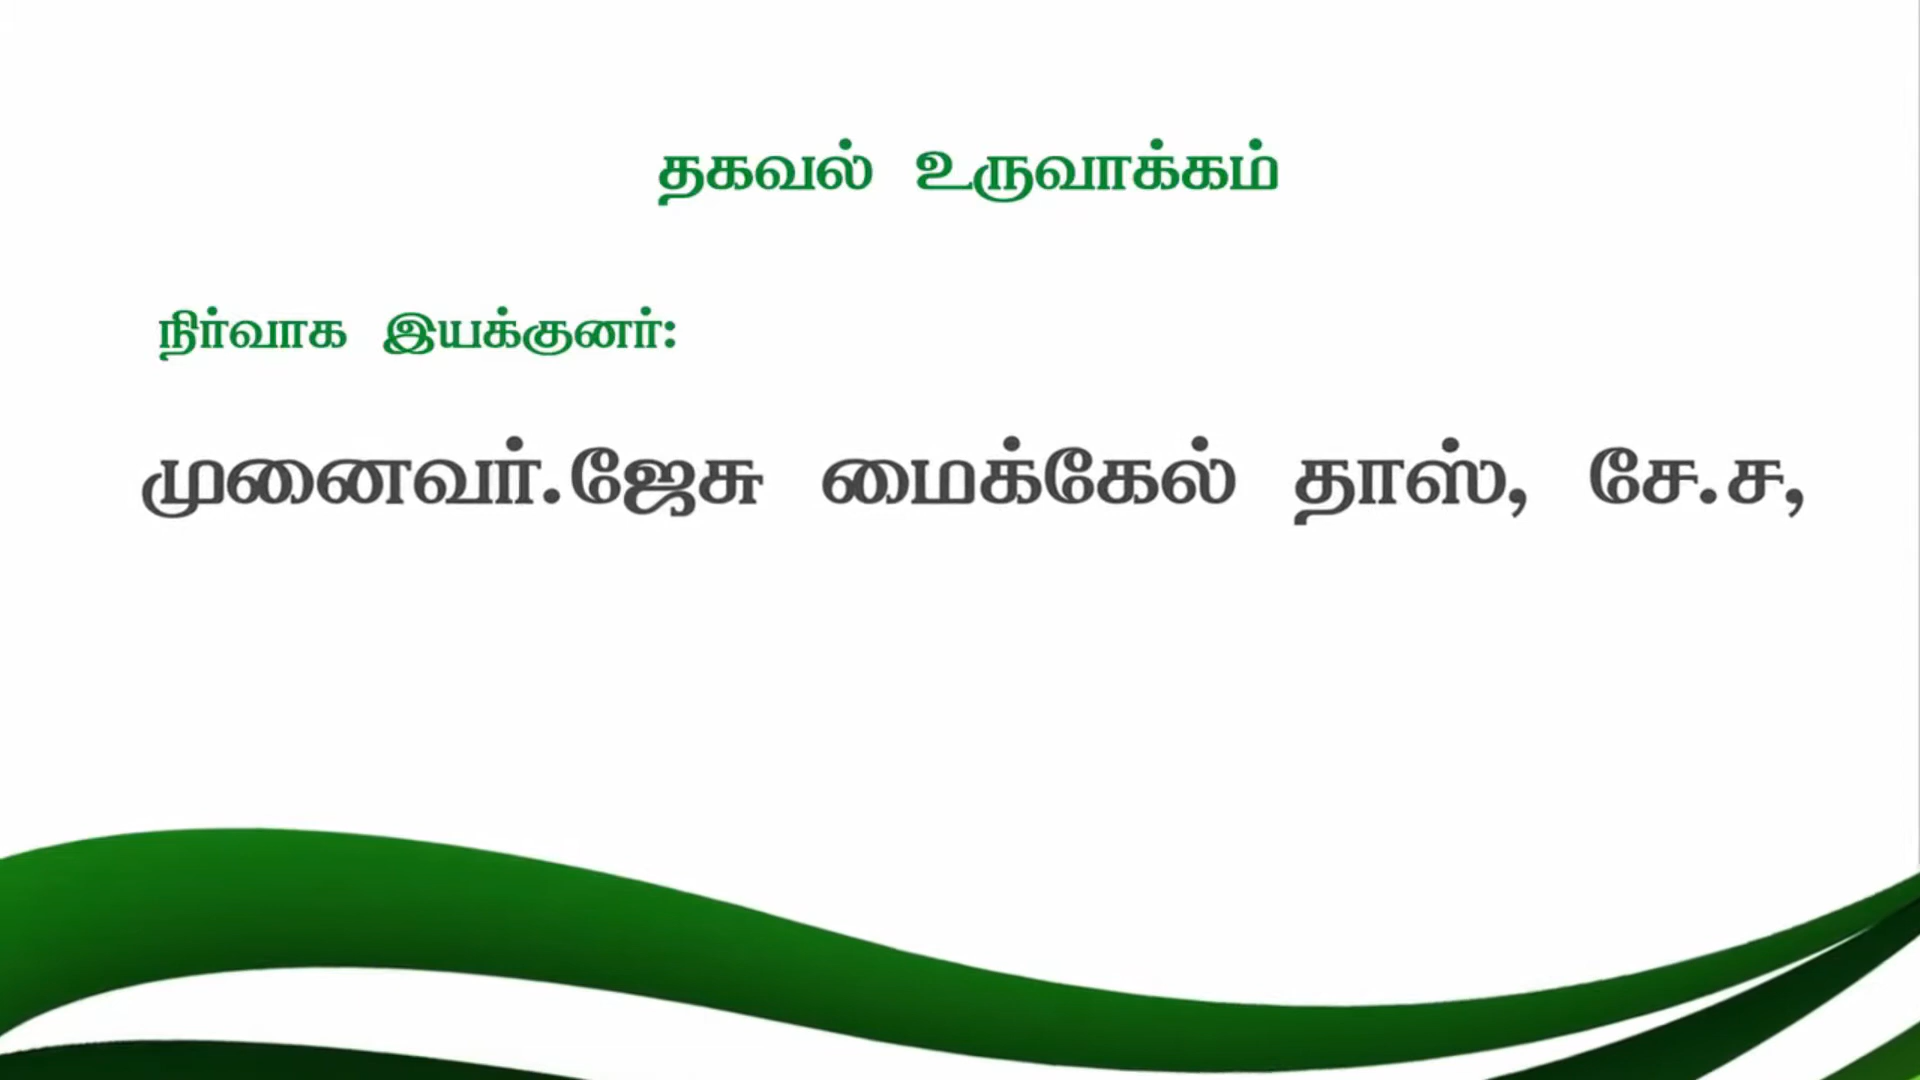 தகவல் உருவாக்கம்
நிர்வாக இயக்குனர்:
முனைவர்.ஜேசு மைக்கேல் தாஸ், சே.ச,